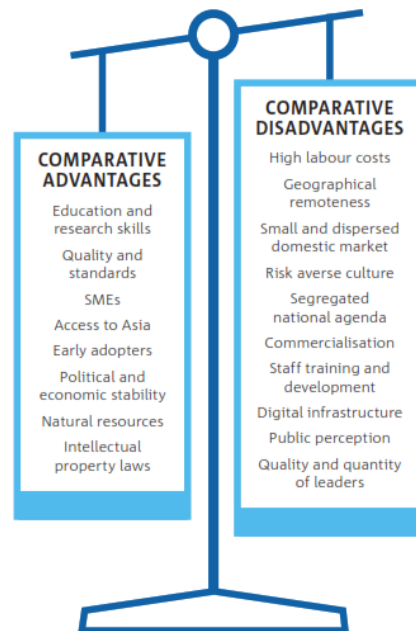 COMPARATIVE
ADVANTAGES
Education and
research skills
Quality and
standards
SMEs
Access to Asia
Early adopters
Political and
economic stability
Natural resources
Intellectual
property laws
COMPARATIVE
DISADVANTAGES
High labour costs
Geographical
remoteness
Small and dispersed
domestic market
Risk averse culture
Segregated
national agenda
Commercialisation
Staff training and
development
Digital infrastructure
Public perception
Quality and quantity
of leaders